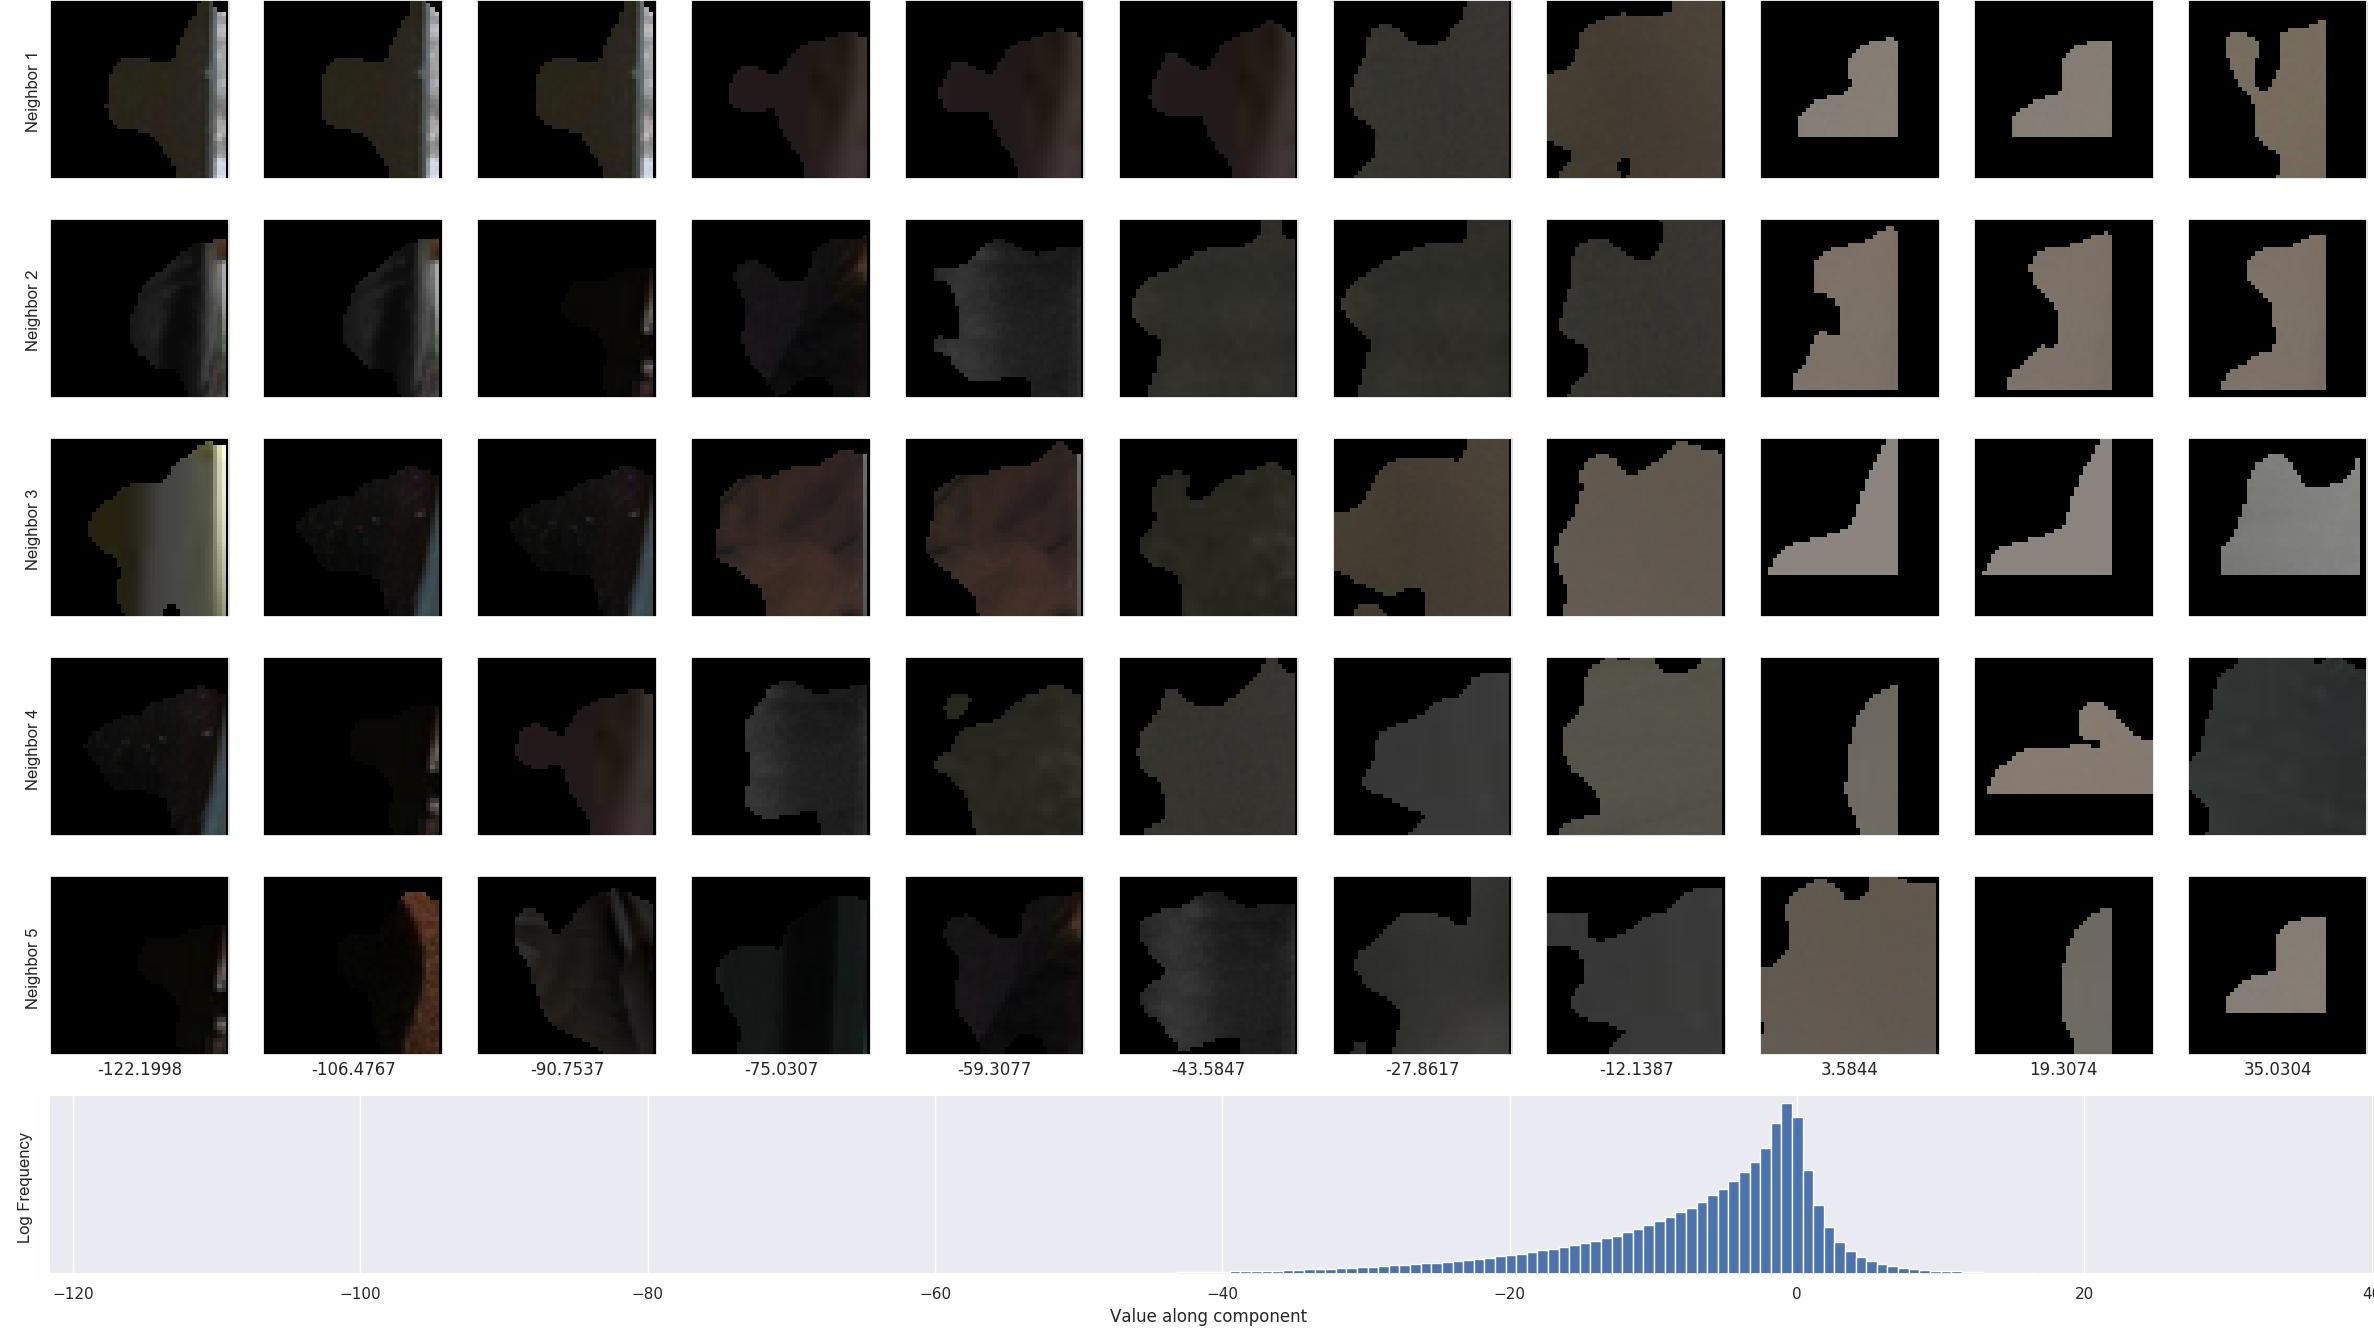 Neighbor 1
Neighbor 2
Neighbor 3
Neighbor 4
Neighbor 5
-122.1998 -106.4767 -90.7537 -75.0307 -59.3077 -43.5847 -27.8617 -12.1387 3.5844 19.3074 35.0304
Log Frequency
−120 −100 −80 −60 −40 −20 0 20
Value along component